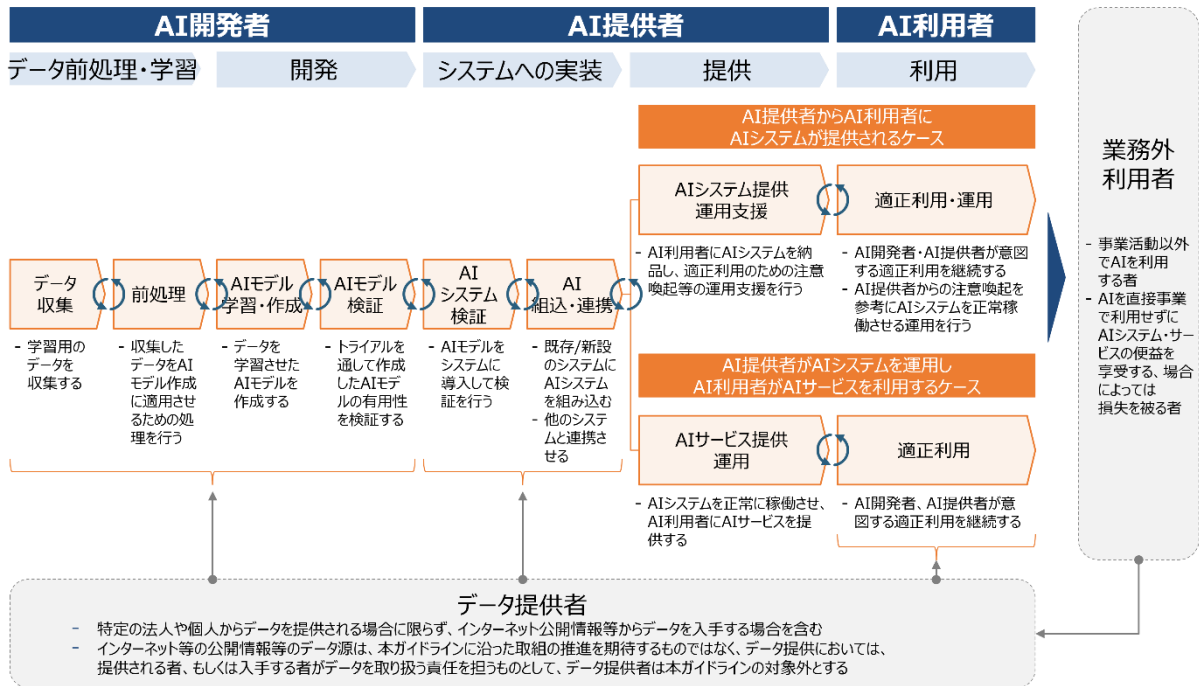 AI開発者
AI提供者
AI利用者
データ前処理・学習
開発
システムへの実装
提供
利用
AI提供者からAI利用者に
AIシステムが提供されるケース
データ
収集
前処理
AIモデル
学習・作成
AIモデル
検証
AI
システム
検証
AI
組込・連携
- 学習用の
データを
収集する
- 収集した
データをAI
モデル作成
に適用させ
るための処
理を行う
- データを
学習させた
AIモデルを
作成する
- トライアルを
通して作成
したAIモデ
ルの有用性
を検証する
- AIモデルを
システムに
導入して検
証を行う
- 既存/新設
のシステムに
AIシステム
を組み込む
- 他のシステ
ムと連携さ
せる
AIシステム提供
運用支援
適正利用・運用
- AI利用者にAIシステムを納
品し、適正利用のための注意
喚起等の運用支援を行う
- AI開発者・AI提供者が意図
する適正利用を継続する
- AI提供者からの注意喚起を
参考にAIシステムを正常稼
働させる運用を行う
AI提供者がAIシステムを運用し
AI利用者がAIサービスを利用するケース
AIサービス提供
運用
適正利用
- AIシステムを正常に稼働させ、
AI利用者にAIサービスを提
供する
- AI開発者、AI提供者が意
図する適正利用を継続する
業務外
利用者
- 事業活動以外
でAIを利用
する者
- AIを直接事業
で利用せずに
AIシステム・サー
ビスの便益を
享受する、場合
によっては
損失を被る者
データ提供者
- 特定の法人や個人からデータを提供される場合に限らず、インターネット公開情報等からデータを入手する場合を含む
- インターネット等の公開情報等のデータ源は、本ガイドラインに沿った取組の推進を期待するものではなく、データ提供においては、
提供される者、もしくは入手する者がデータを取り扱う責任を担うものとして、データ提供者は本ガイドラインの対象外とする